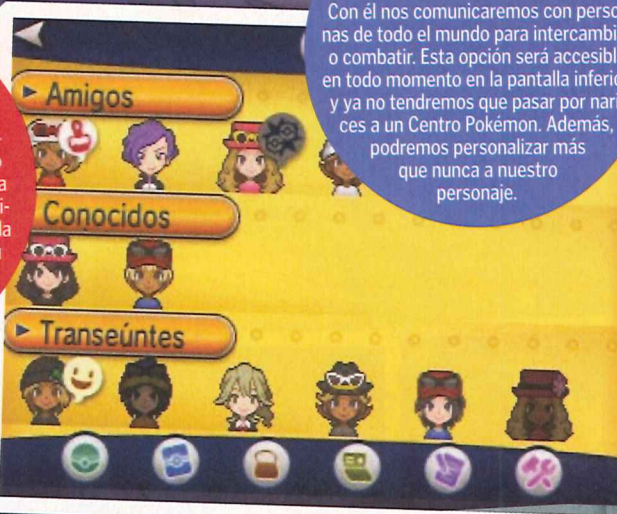 Con él nos comunicaremos con perso
nas de todo el mundo para intercambi
o combatir. Esta opción será accesibl
en todo momento en la pantalla inferio
y ya no tendremos que pasar por nari
ces a un Centro Pokémon. Además,
podremos personalizar más
que nunca a nuestro
personaje.
Amigos
Conocidos
Transeúntes